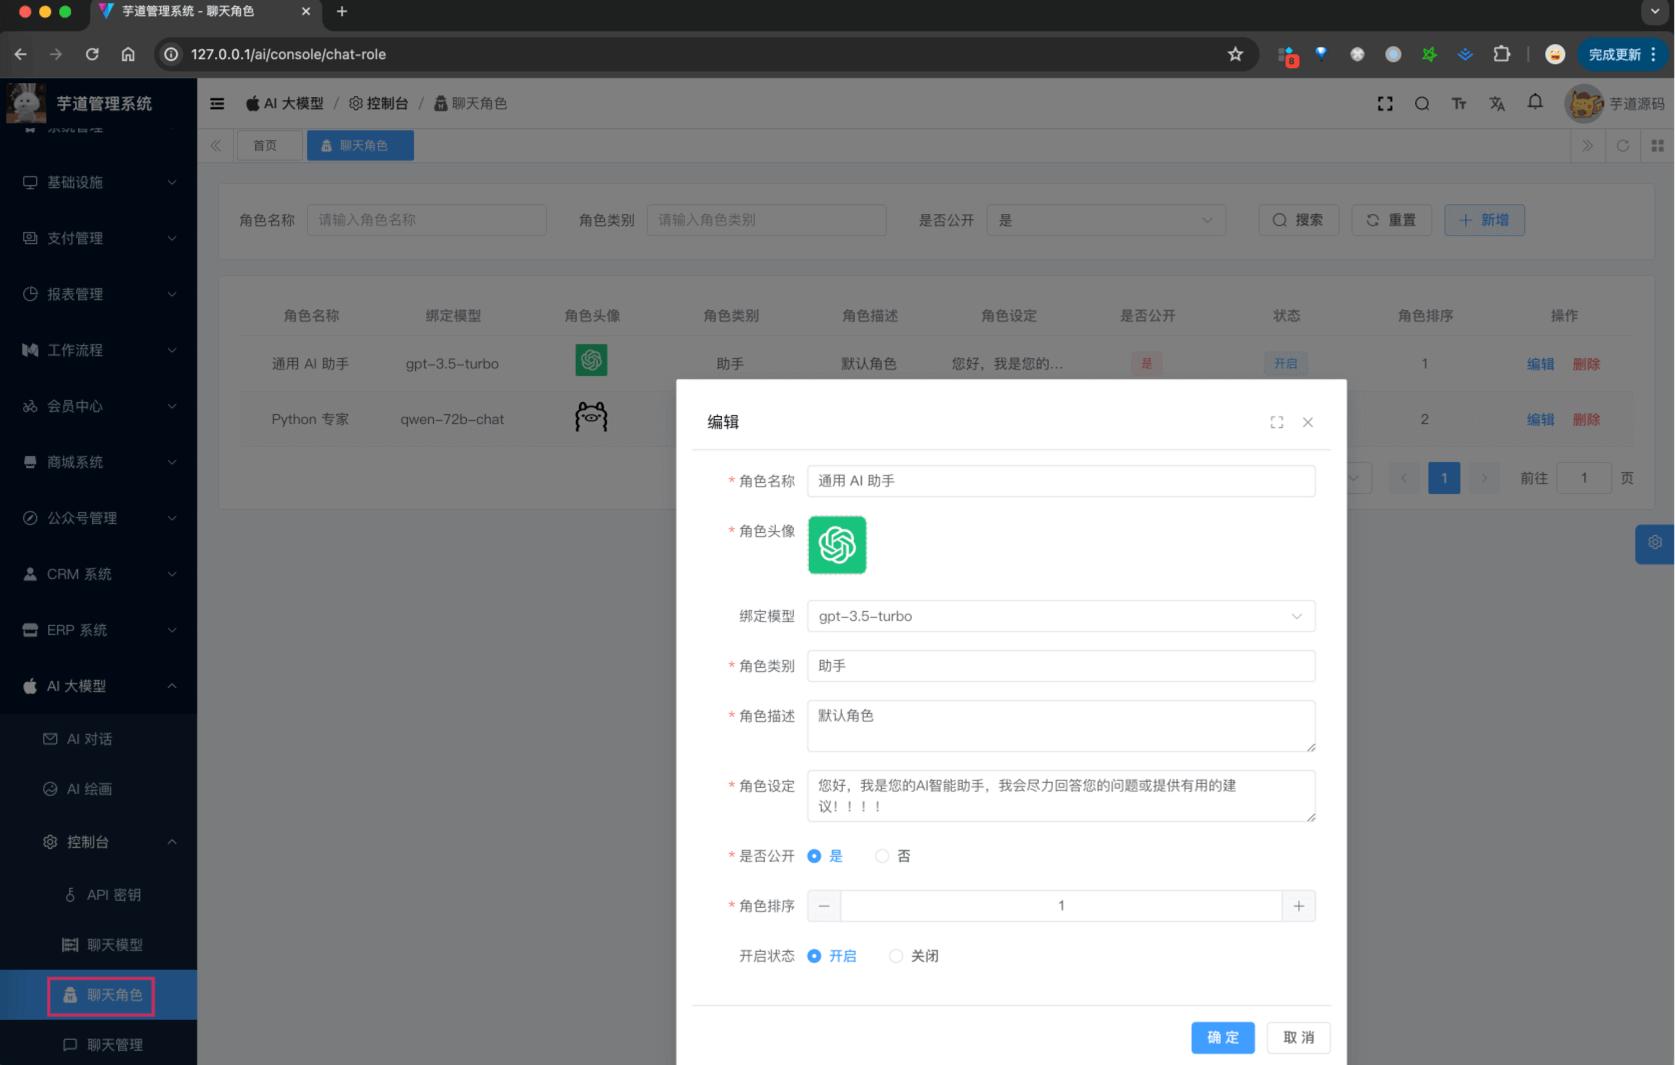 芋道管理系统 - 聊天角色
127.0.0.1/ai/console/chat-role
8
完成更新
芋道管理系统
AI 大模型 / 控制台 / 聊天角色
芋道源码
系统管理
首页
聊天角色
基础设施
支付管理
报表管理
工作流程
会员中心
商城系统
公众号管理
CRM 系统
ERP 系统
AI 大模型
AI 对话
AI 绘画
控制台
API 密钥
聊天模型
聊天角色
聊天管理
角色名称 请输入角色名称 角色类别 请输入角色类别 是否公开 是 搜索 重置 新增
角色名称 绑定模型 角色头像 角色类别 角色描述 角色设定 是否公开 状态 角色排序 操作
通用 AI 助手 gpt-3.5-turbo 助手 默认角色 您好，我是您的... 是 开启 1 编辑 删除
Python 专家 qwen-72b-chat 2 编辑 删除
1 前往 1 页
编辑
* 角色名称 通用 AI 助手
* 角色头像
绑定模型 gpt-3.5-turbo
* 角色类别 助手
* 角色描述 默认角色
* 角色设定 您好，我是您的AI智能助手，我会尽力回答您的问题或提供有用的建
议！！！！
* 是否公开 是 否
* 角色排序 1
开启状态 开启 关闭
确 定 取 消